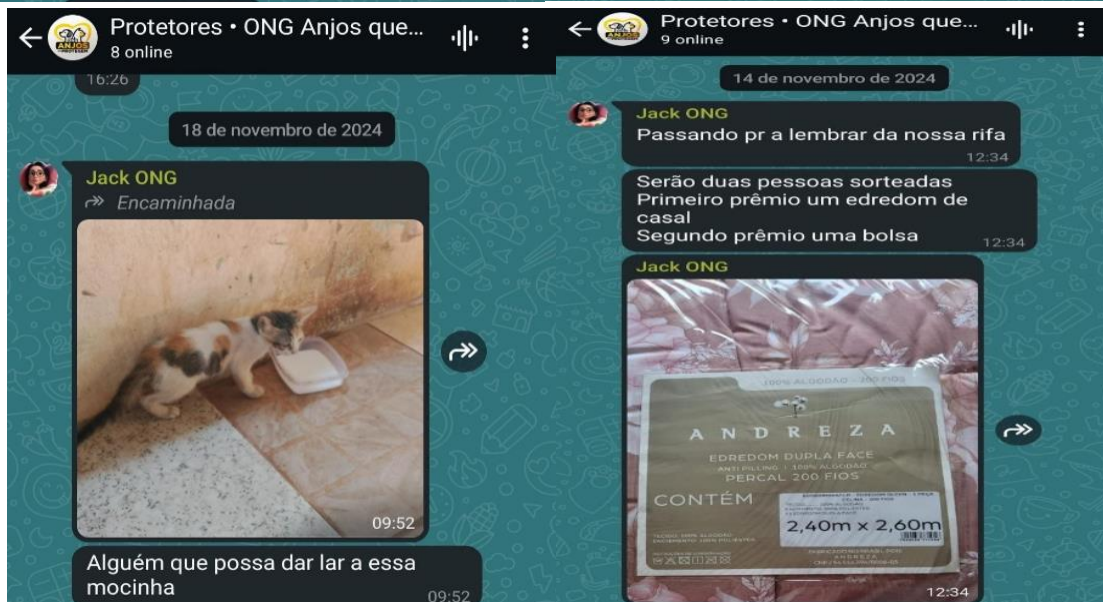 Protetores • ONG Anjos que...
8 online
16:26
18 de novembro de 2024
Jack ONG
Encaminhada
09:52
Alguém que possa dar lar a essa
mocinha
09:52
Protetores • ONG Anjos que...
9 online
14 de novembro de 2024
Jack ONG
Passando pr a lembrar da nossa rifa
12:34
Serão duas pessoas sorteadas
Primeiro prêmio um edredom de
casal
Segundo prêmio uma bolsa
12:34
Jack ONG
100% ALGODÃO - 200 FIOS
ANDREZA
EDREDOM DUPLA FACE
ANTI PILLING | 100% ALGODÃO
PERCAL 200 FIOS
CONTÉM
2,40m x 2,60m
ANDREZA
12:34